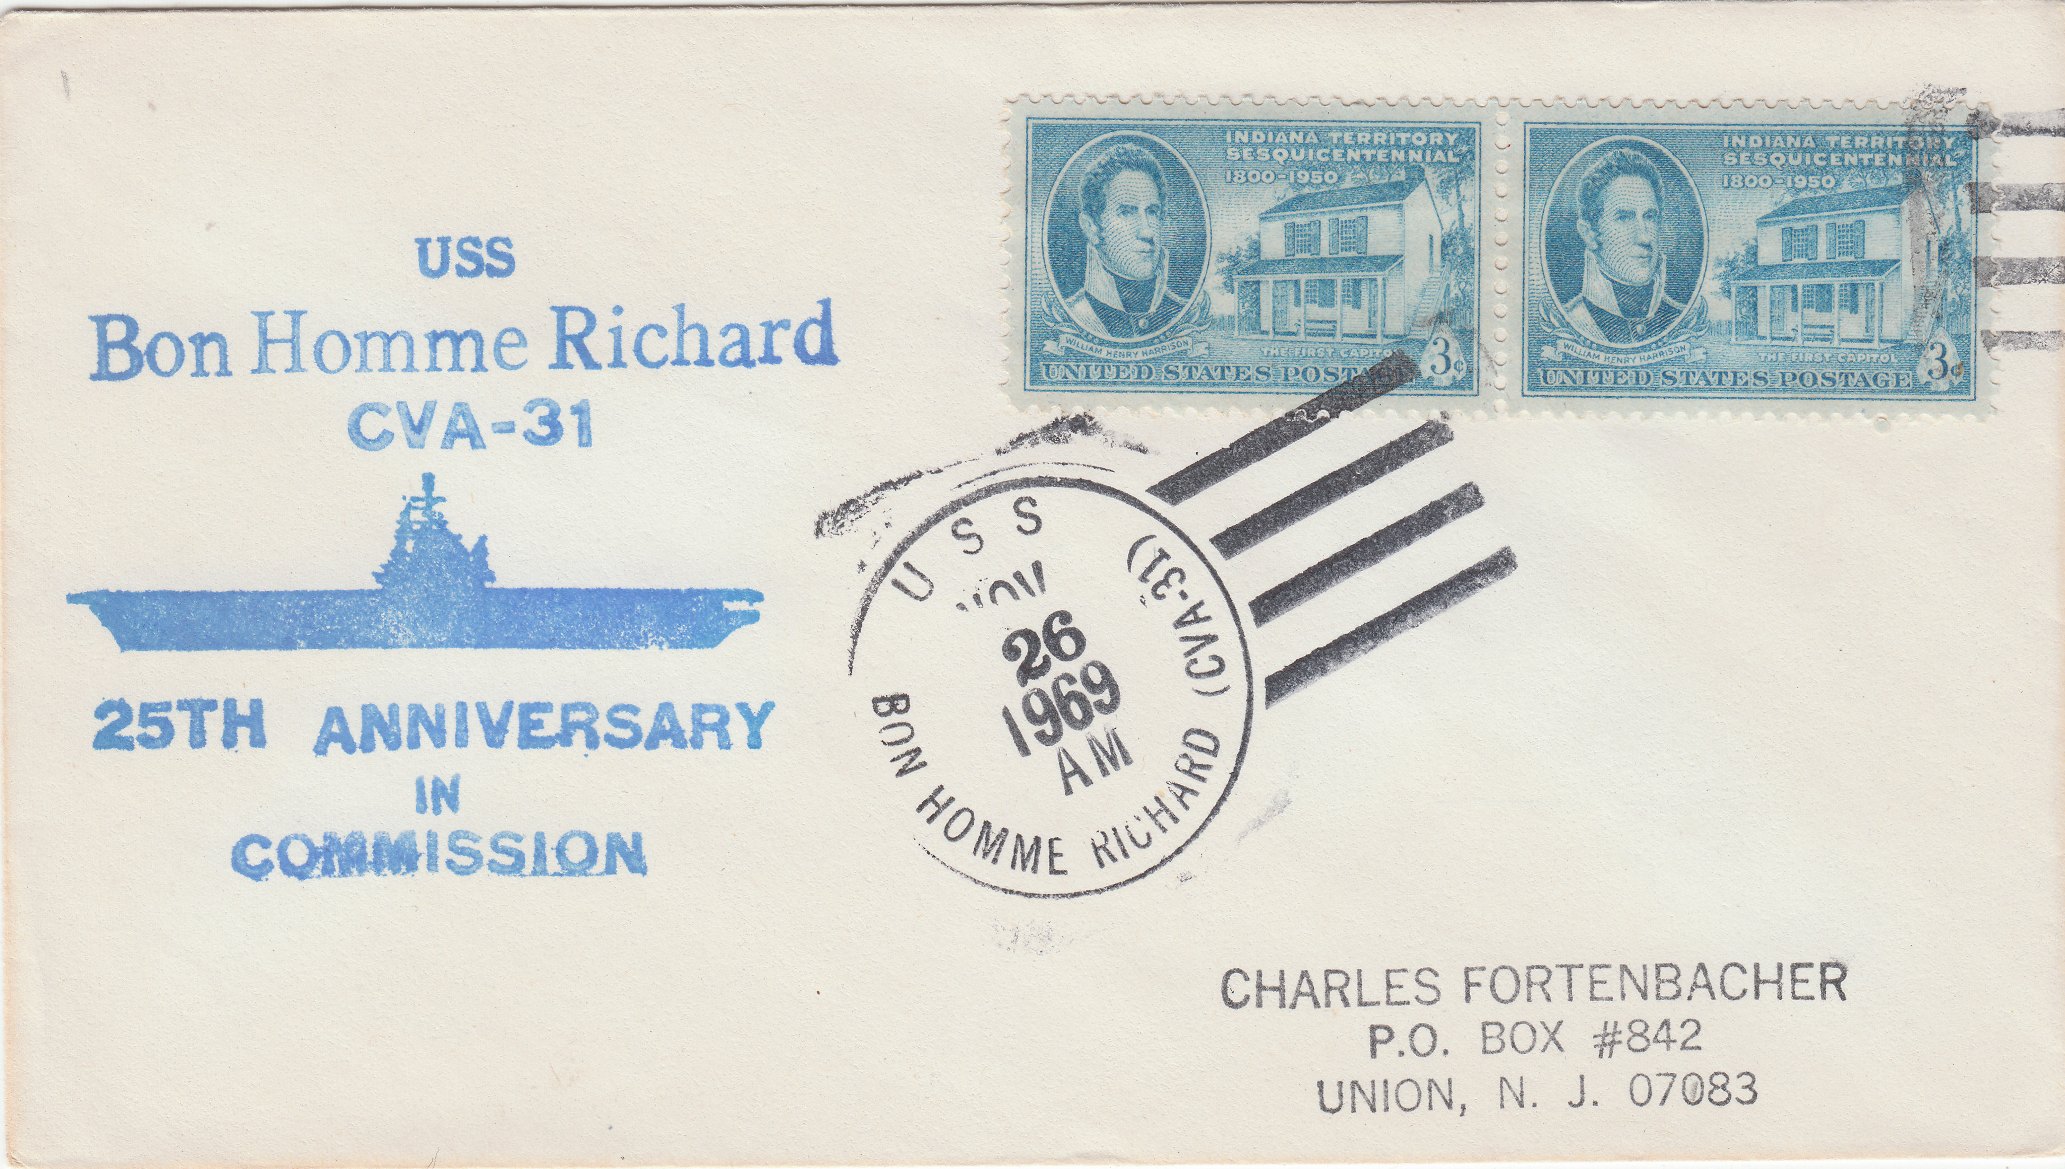 USS
Bon Homme Richard
CVA-31
25TH ANNIVERSARY
IN
COMMISSION
INDIANA TERRITORY
SESQUICENTENNIAL
1800-1950
WILLIAM HENRY HARRISON
THE FIRST CAPITOL
UNITED STATES POSTAGE
3¢
INDIANA TERRITORY
SESQUICENTENNIAL
1800-1950
WILLIAM HENRY HARRISON
THE FIRST CAPITOL
UNITED STATES POSTAGE
3¢
USS
BON HOMME RICHARD (CVA-31)
NOV
26
1969
AM
CHARLES FORTENBACHER
P.O. BOX #842
UNION, N. J. 07083